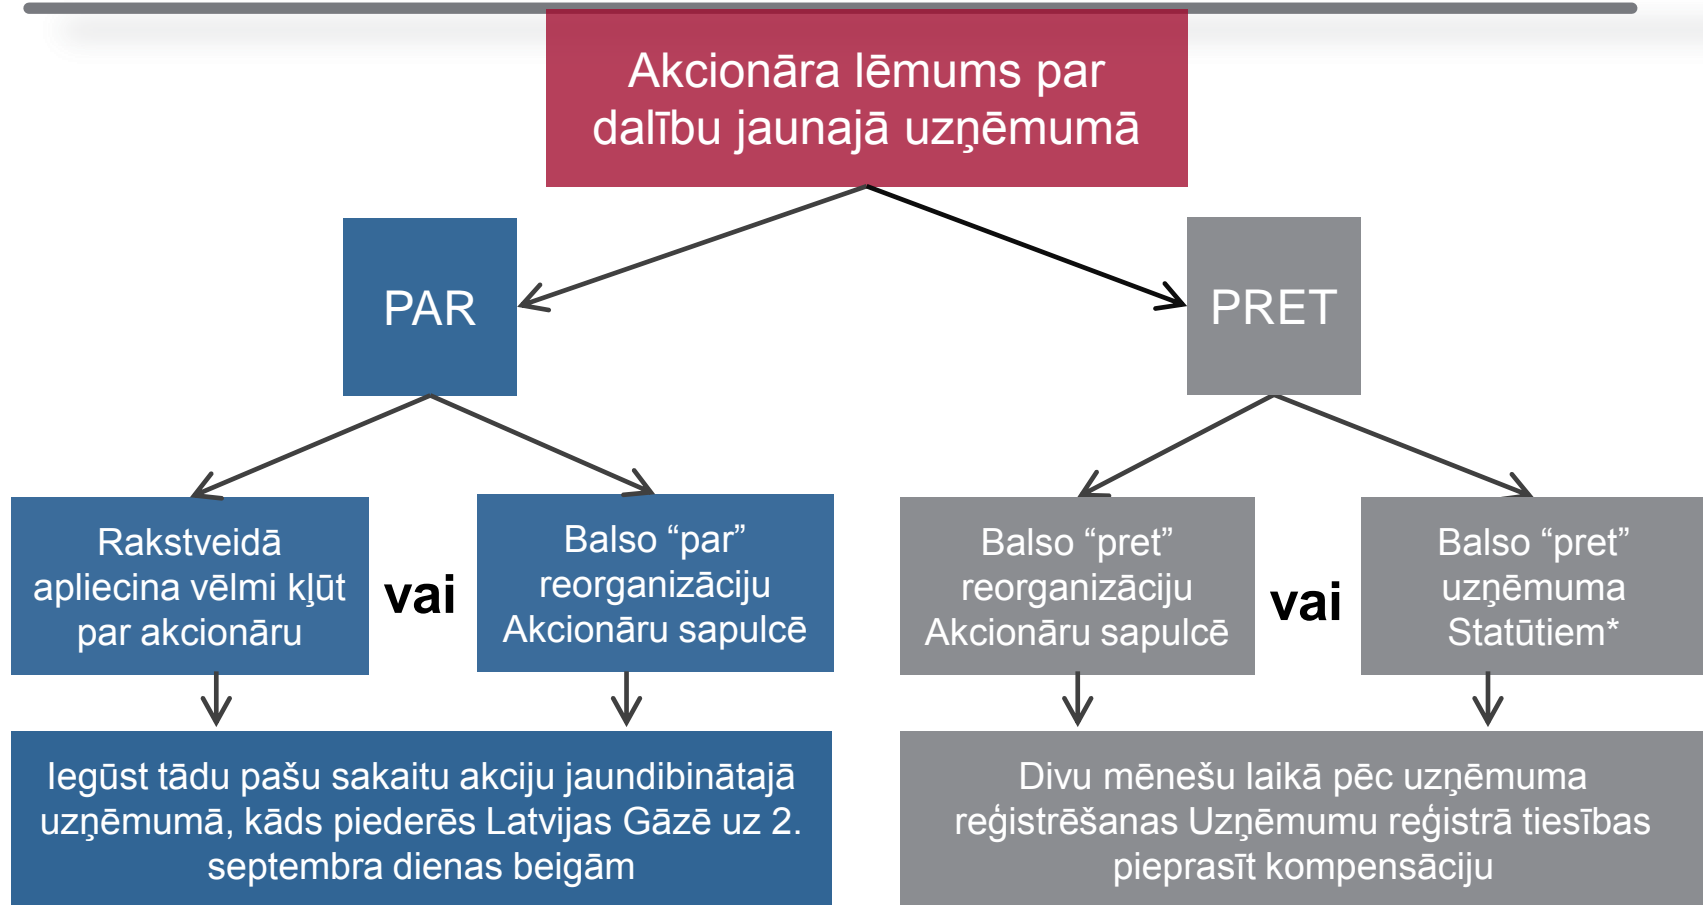 Akcionāra lēmums par
dalību jaunajā uzņēmumā
PAR
PRET
Rakstveidā
apliecina vēlmi kļūt
par akcionāru
vai
Balso “par”
reorganizāciju
Akcionāru sapulcē
Balso “pret”
reorganizāciju
Akcionāru sapulcē
vai
Balso “pret”
uzņēmuma
Statūtiem*
Iegūst tādu pašu sakaitu akciju jaundibinātajā
uzņēmumā, kāds piederēs Latvijas Gāzē uz 2.
septembra dienas beigām
Divu mēnešu laikā pēc uzņēmuma
reģistrēšanas Uzņēmumu reģistrā tiesības
pieprasīt kompensāciju